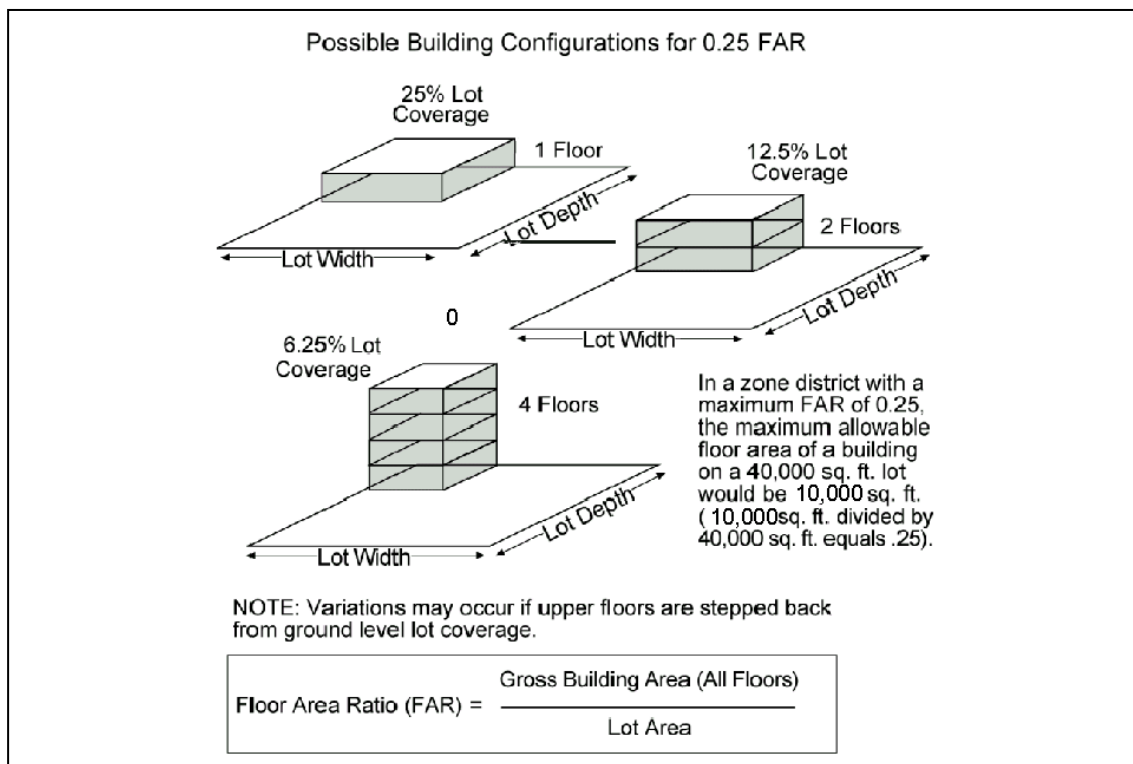 Possible Building Configurations for 0.25 FAR
25% Lot
Coverage
1 Floor
Lot Depth
Lot Width
12.5% Lot
Coverage
2 Floors
Lot Depth
Lot Width
0
6.25% Lot
Coverage
4 Floors
Lot Depth
Lot Width
In a zone district with a
maximum FAR of 0.25,
the maximum allowable
floor area of a building
on a 40,000 sq. ft. lot
would be 10,000 sq. ft.
( 10,000sq. ft. divided by
40,000 sq. ft. equals .25).
NOTE: Variations may occur if upper floors are stepped back
from ground level lot coverage.
Floor Area Ratio (FAR) =
Gross Building Area (All Floors)
Lot Area